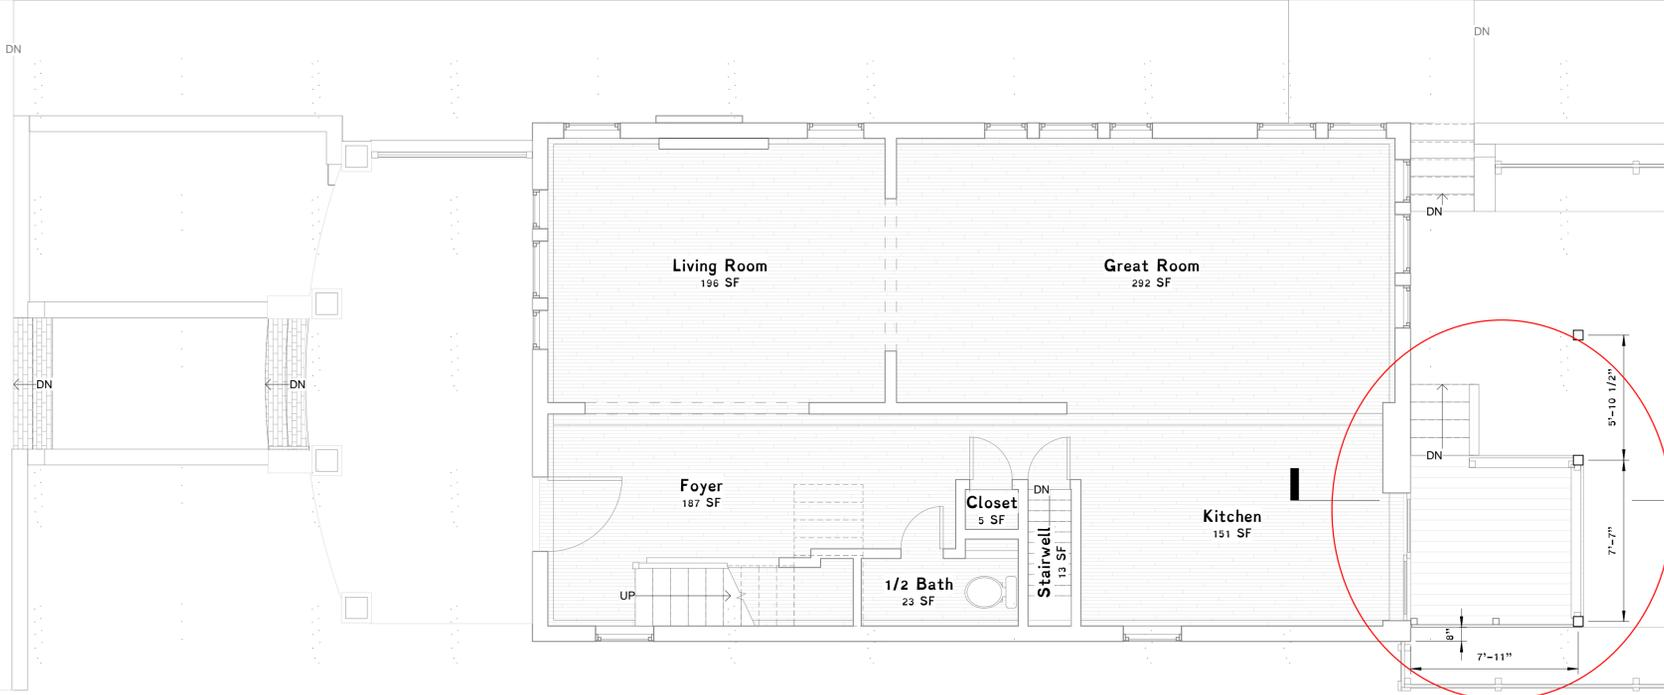 DN
DN
DN
Living Room
196 SF
Great Room
292 SF
DN
DN
5'-10 1/2"
DN
Foyer
187 SF
DN
Closet
5 SF
Kitchen
151 SF
7'-7"
Stairwell
13 SF
1/2 Bath
23 SF
UP
8"
7'-11"